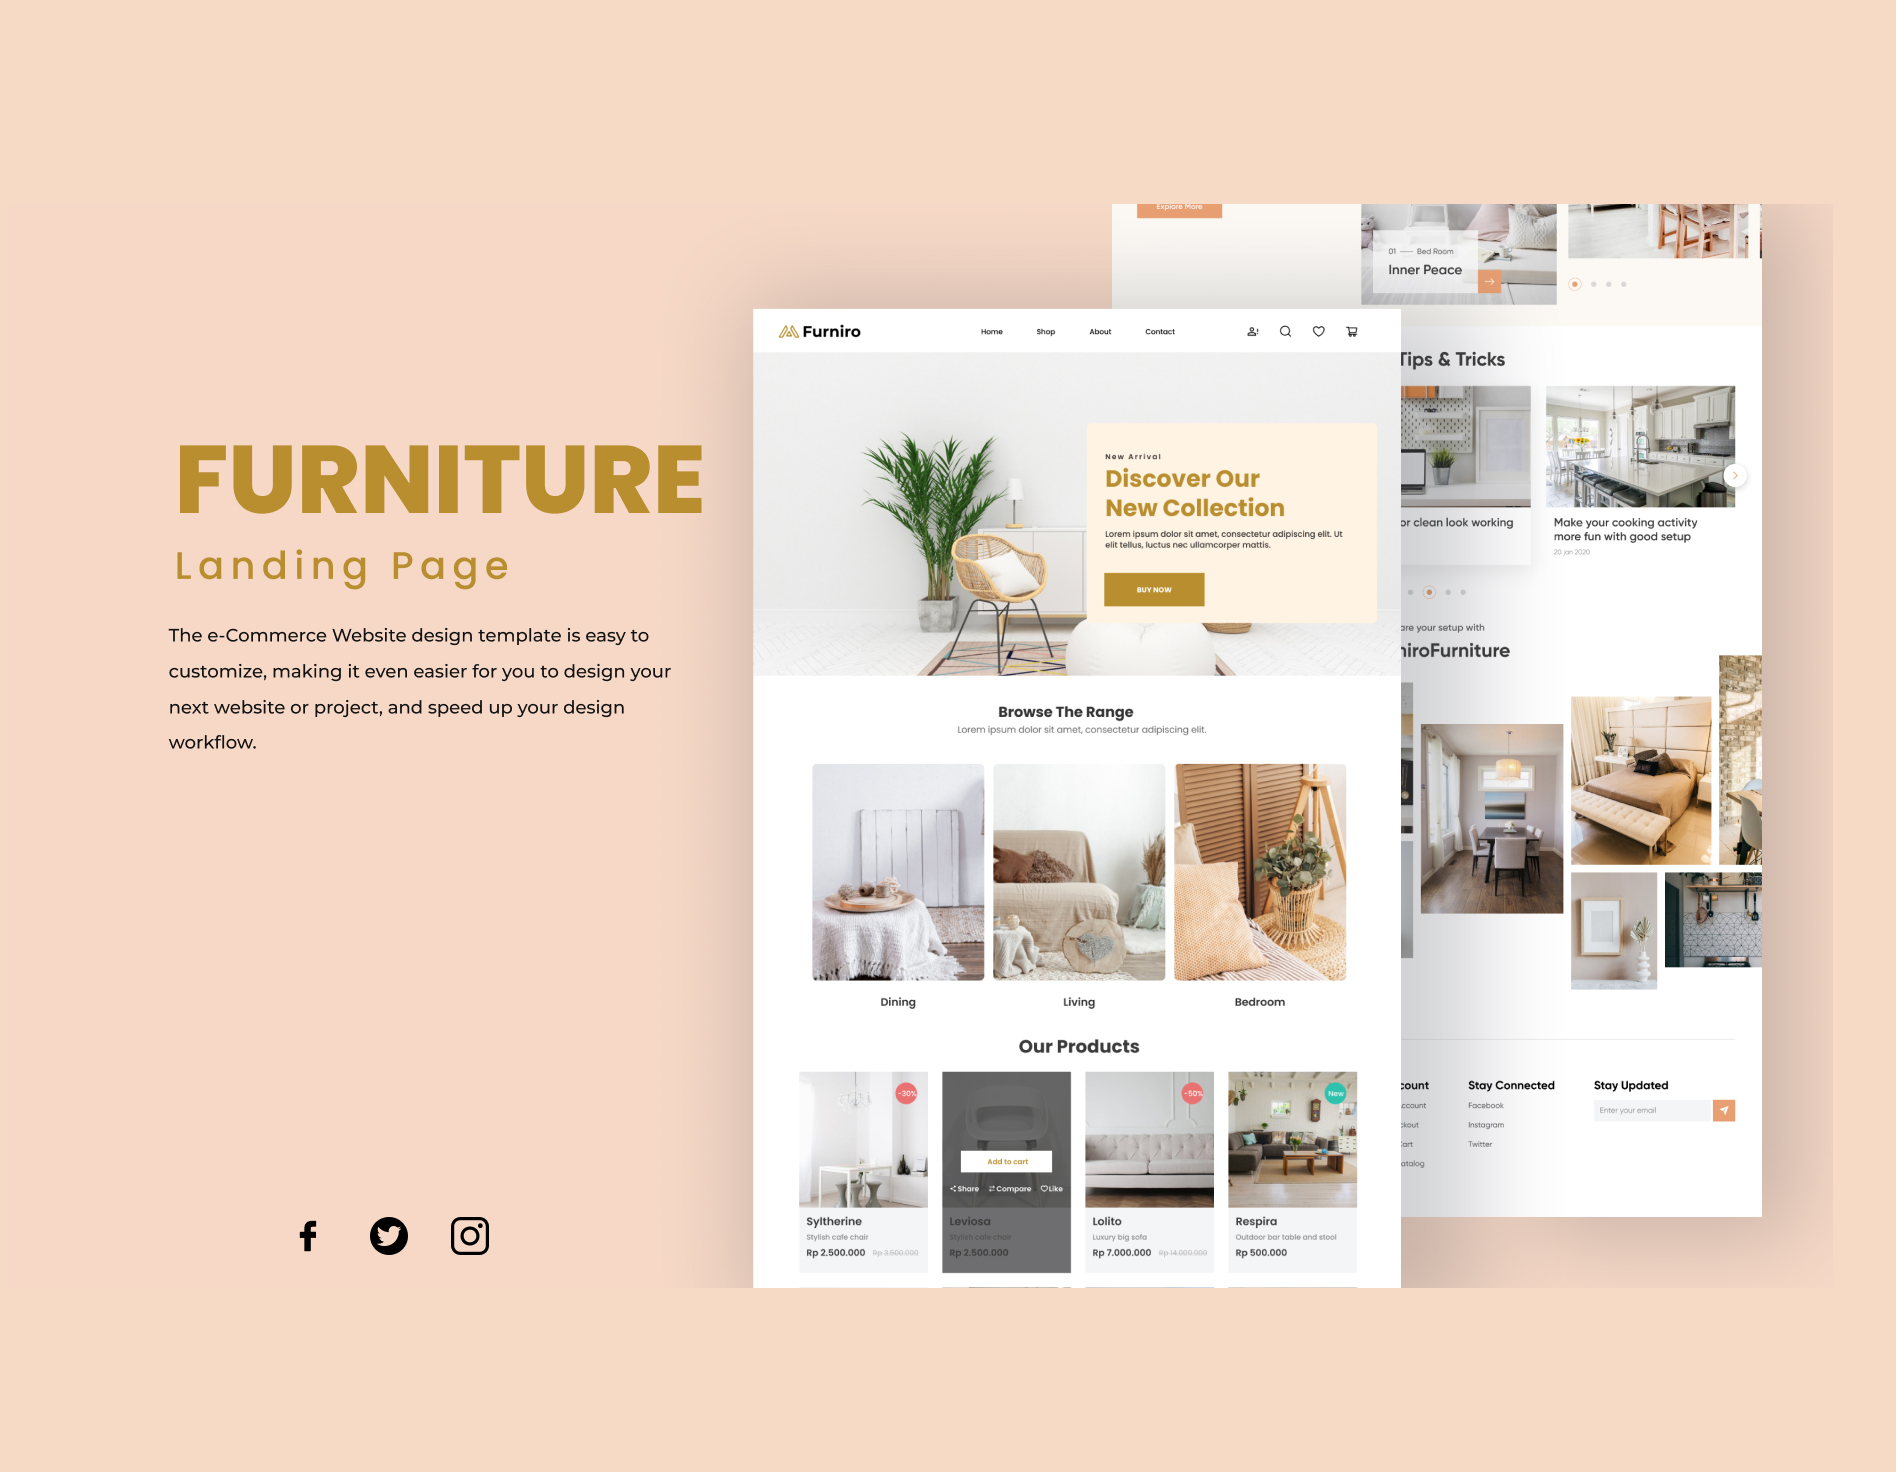 FURNITURE
Landing Page
The e-Commerce Website design template is easy to
customize, making it even easier for you to design your
next website or project, and speed up your design
workflow.
Furniro
Home
Shop
About
Contact
New Arrival
Discover Our
New Collection
Lorem ipsum dolor sit amet, consectetur adipiscing elit. Ut
elit tellus, luctus nec ullamcorper mattis.
BUY NOW
Browse The Range
Lorem ipsum dolor sit amet, consectetur adipiscing elit.
Dining
Living
Bedroom
Our Products
-30%
Syltherine
Stylish cafe chair
Rp 2.500.000 Rp 3.500.000
Add to cart
Share Compare Like
Leviosa
Stylish cafe chair
Rp 2.500.000
-50%
Lolito
Luxury big sofa
Rp 7.000.000 Rp 14.000.000
New
Respira
Outdoor bar table and stool
Rp 500.000
Explore More
01 — Bed Room
Inner Peace
Tips & Tricks
or clean look working
Make your cooking activity
more fun with good setup
20 jan 2020
are your setup with
niroFurniture
count
ccount
ckout
Cart
atalog
Stay Connected
Facebook
Instagram
Twitter
Stay Updated
Enter your email